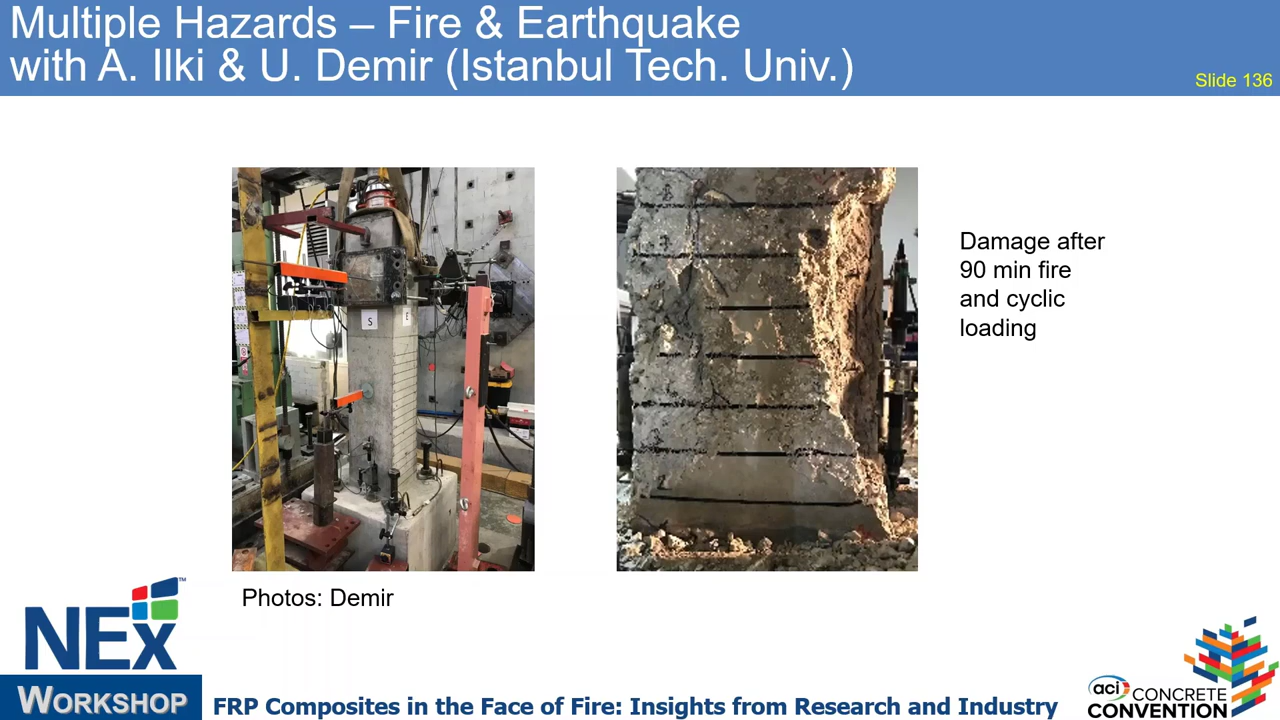 Multiple Hazards – Fire & Earthquake
with A. Ilki & U. Demir (Istanbul Tech. Univ.)
Slide 136
S
E
Damage after
90 min fire
and cyclic
loading
Photos: Demir
NEx
™
WORKSHOP
FRP Composites in the Face of Fire: Insights from Research and Industry
aci
CONCRETE
CONVENTION